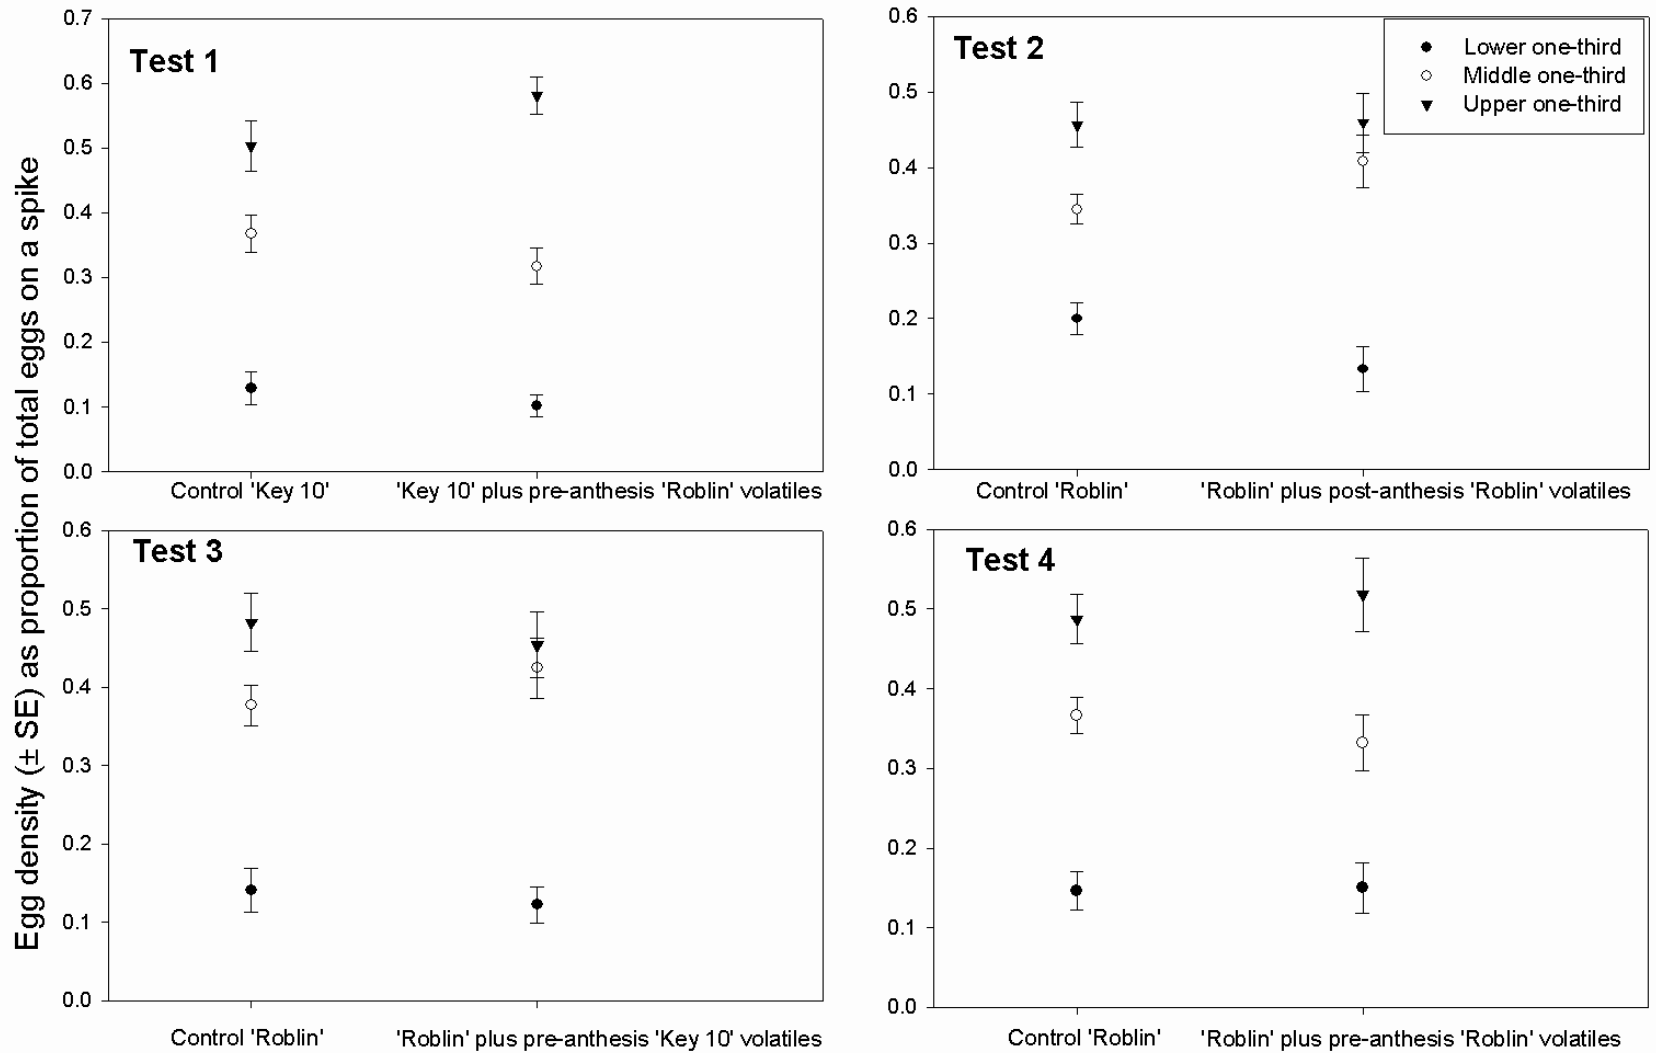 Egg density (± SE) as proportion of total eggs on a spike
Test 1
0.7
0.6
0.5
0.4
0.3
0.2
0.1
0.0
Control 'Key 10'
'Key 10' plus pre-anthesis 'Roblin' volatiles
Test 2
Lower one-third
Middle one-third
Upper one-third
0.6
0.5
0.4
0.3
0.2
0.1
0.0
Control 'Roblin'
'Roblin' plus post-anthesis 'Roblin' volatiles
Test 3
0.6
0.5
0.4
0.3
0.2
0.1
0.0
Control 'Roblin'
'Roblin' plus pre-anthesis 'Key 10' volatiles
Test 4
0.6
0.5
0.4
0.3
0.2
0.1
0.0
Control 'Roblin'
'Roblin' plus pre-anthesis 'Roblin' volatiles